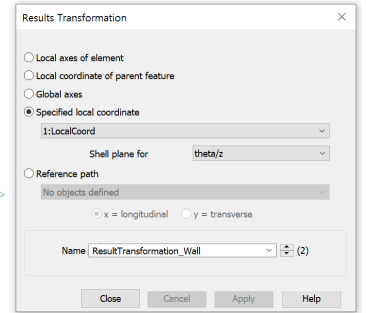 Results Transformation
Local axes of element
Local coordinate of parent feature
Global axes
Specified local coordinate
1:LocalCoord
Shell plane for theta/z
Reference path
No objects defined
x = longitudinal y = transverse
Name ResultTransformation_Wall (2)
Close Cancel Apply Help